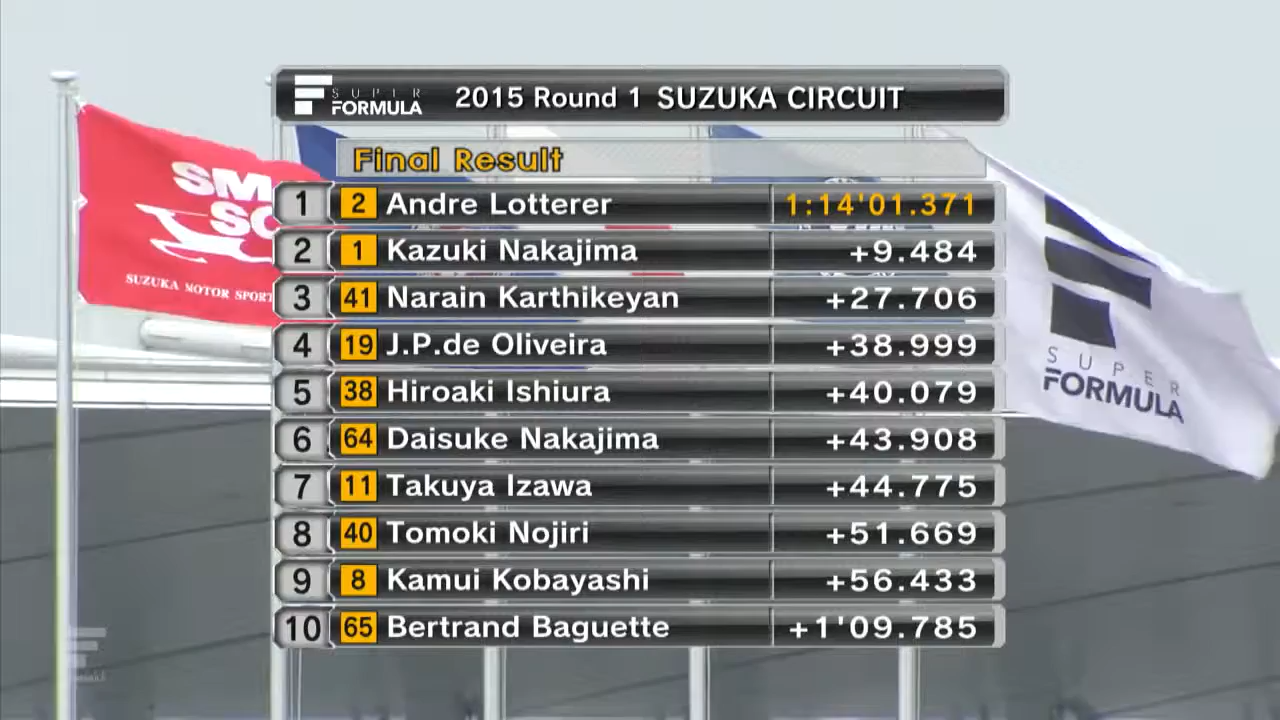 SUPER
FORMULA
2015 Round 1 SUZUKA CIRCUIT
Final Result
1 2 Andre Lotterer 1:14'01.371
2 1 Kazuki Nakajima +9.484
3 41 Narain Karthikeyan +27.706
4 19 J.P.de Oliveira +38.999
5 38 Hiroaki Ishiura +40.079
6 64 Daisuke Nakajima +43.908
7 11 Takuya Izawa +44.775
8 40 Tomoki Nojiri +51.669
9 8 Kamui Kobayashi +56.433
10 65 Bertrand Baguette +1'09.785
SM
SC
SUZUKA MOTOR SPORT
SUPER
FORMULA